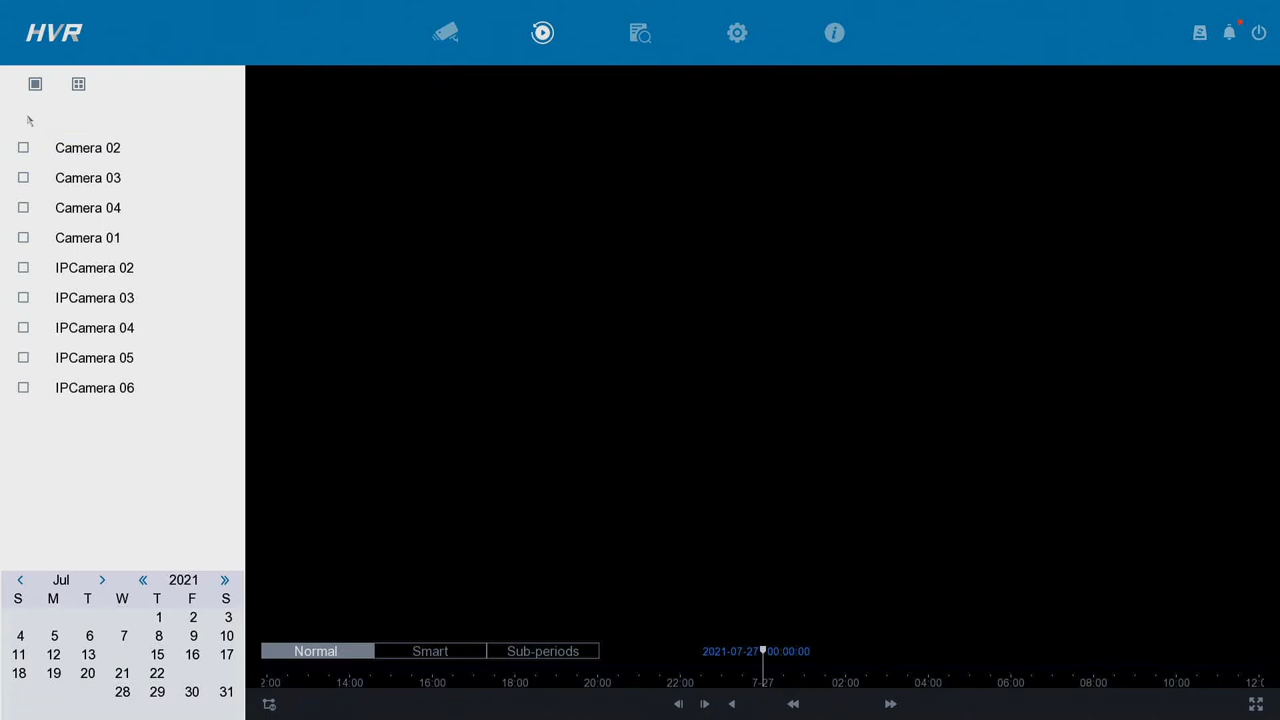 HVR
Camera 02
Camera 03
Camera 04
Camera 01
IPCamera 02
IPCamera 03
IPCamera 04
IPCamera 05
IPCamera 06
Jul 2021
S M T W T F S
1 2 3
4 5 6 7 8 9 10
11 12 13 15 16 17
18 19 20 21 22
28 29 30 31
Normal Smart Sub-periods 2021-07-27 00:00:00
2:00 14:00 16:00 18:00 20:00 22:00 7-27 02:00 04:00 06:00 08:00 10:00 12:0